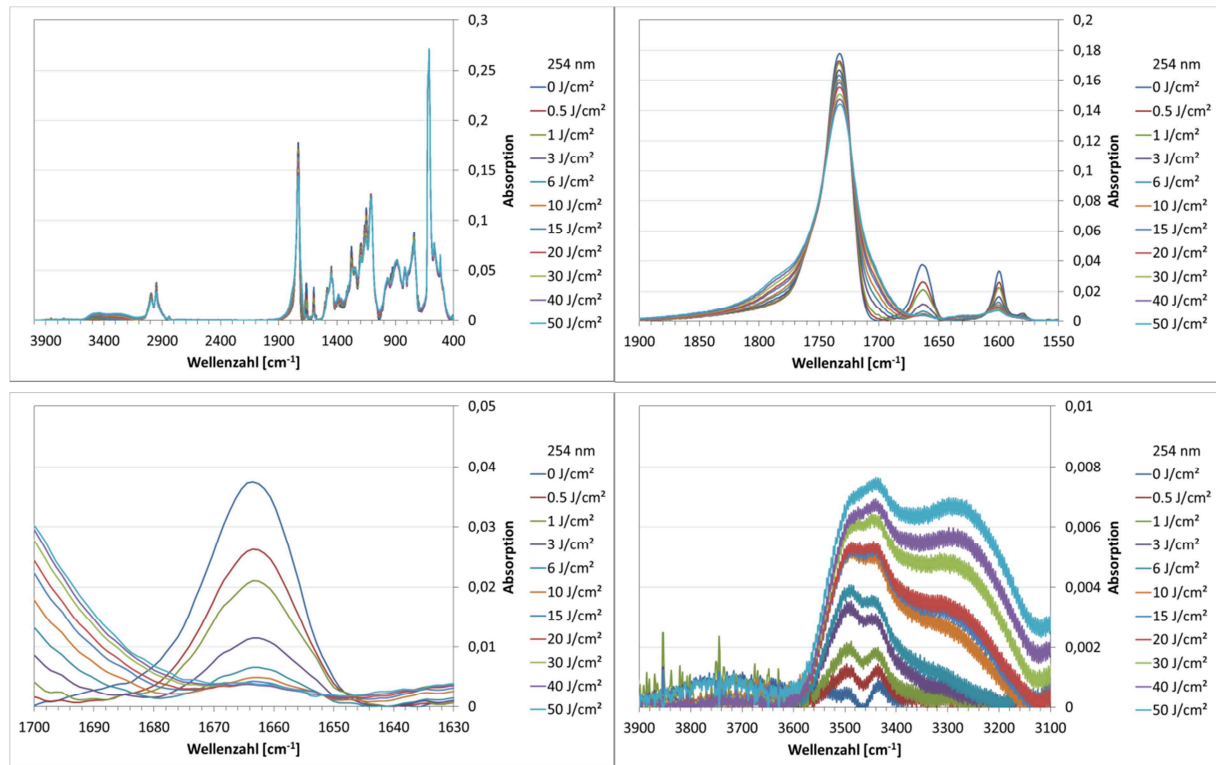 0,3
0,25
0,2
0,15
0,1
0,05
0
Absorption
3900 3400 2900 2400 1900 1400 900 400
Wellenzahl [cm⁻¹]
254 nm
0 J/cm²
0.5 J/cm²
1 J/cm²
3 J/cm²
6 J/cm²
10 J/cm²
15 J/cm²
20 J/cm²
30 J/cm²
40 J/cm²
50 J/cm²
0,2
0,18
0,16
0,14
0,12
0,1
0,08
0,06
0,04
0,02
0
Absorption
1900 1850 1800 1750 1700 1650 1600 1550
Wellenzahl [cm⁻¹]
254 nm
0 J/cm²
0.5 J/cm²
1 J/cm²
3 J/cm²
6 J/cm²
10 J/cm²
15 J/cm²
20 J/cm²
30 J/cm²
40 J/cm²
50 J/cm²
0,05
0,04
0,03
0,02
0,01
0
Absorption
1700 1690 1680 1670 1660 1650 1640 1630
Wellenzahl [cm⁻¹]
254 nm
0 J/cm²
0.5 J/cm²
1 J/cm²
3 J/cm²
6 J/cm²
10 J/cm²
15 J/cm²
20 J/cm²
30 J/cm²
40 J/cm²
50 J/cm²
0,01
0,008
0,006
0,004
0,002
0
Absorption
3900 3800 3700 3600 3500 3400 3300 3200 3100
Wellenzahl [cm⁻¹]
254 nm
0 J/cm²
0.5 J/cm²
1 J/cm²
3 J/cm²
6 J/cm²
10 J/cm²
15 J/cm²
20 J/cm²
30 J/cm²
40 J/cm²
50 J/cm²